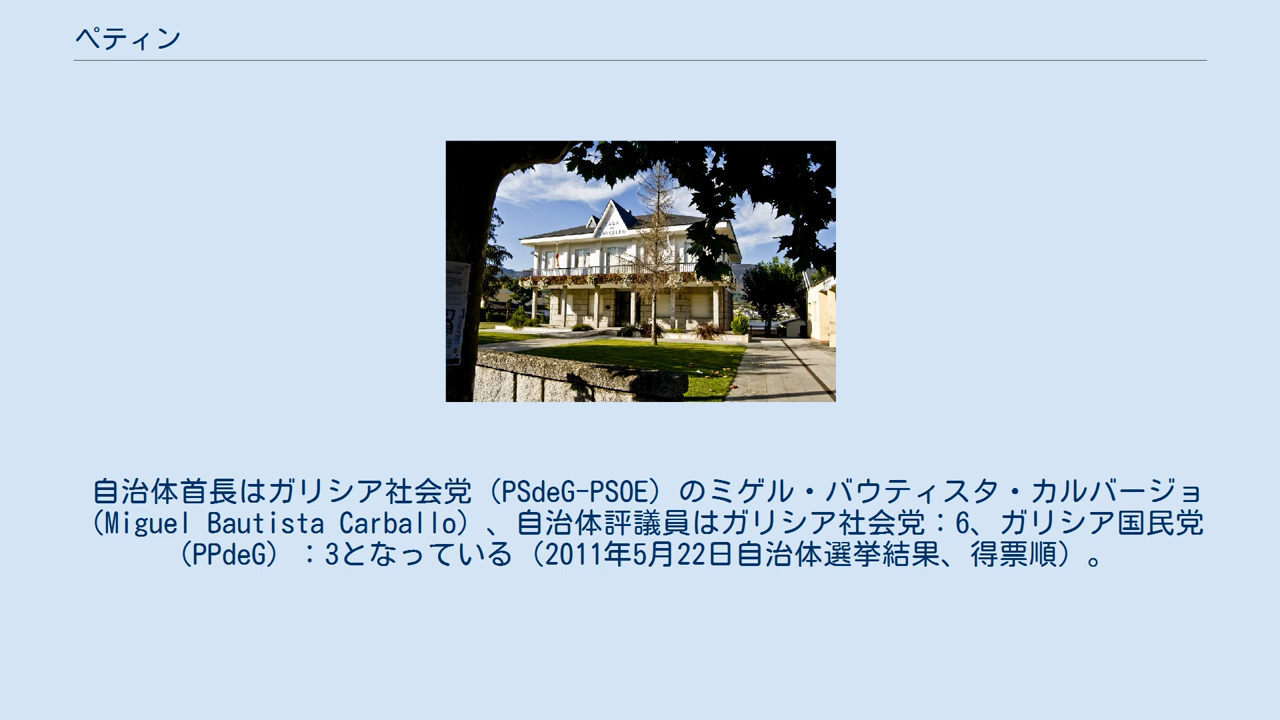 ペティン
自治体首長はガリシア社会党（PSdeG-PSOE）のミゲル・バウティスタ・カルバージョ
（Miguel Bautista Carballo）、自治体評議員はガリシア社会党：6、ガリシア国民党
（PPdeG）：3となっている（2011年5月22日自治体選挙結果、得票順）。